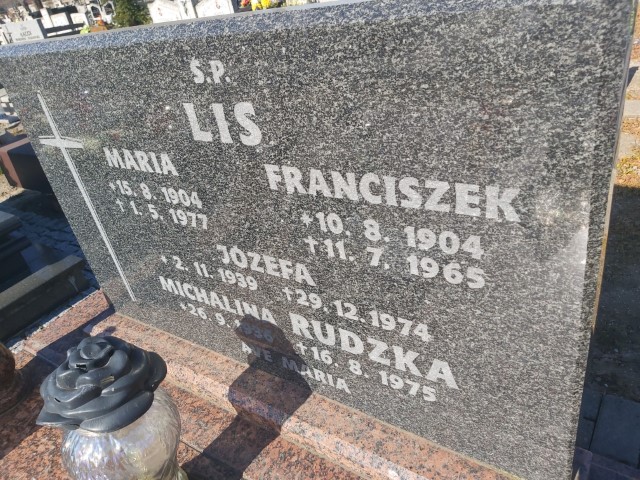 Ś.P.
LIS
MARIA
*15. 8. 1904
†1. 5. 1977
FRANCISZEK
*10. 8. 1904
†11. 7. 1965
JÓZEFA
*2. 11. 1939 †29. 12. 1974
MICHALINA RUDZKA
†16. 8. 1975
AVE MARIA